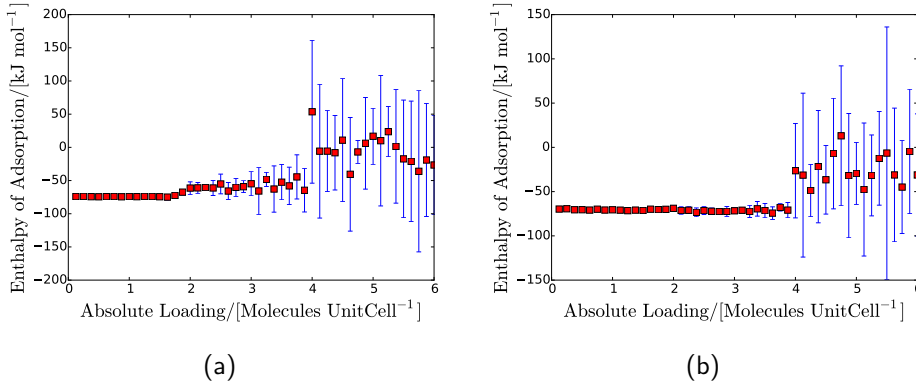 200
150
100
50
0
−50
−100
−150
−200
0 1 2 3 4 5 6
Enthalpy of Adsorption/[kJ mol−1]
Absolute Loading/[Molecules UnitCell−1]
(a)
150
100
50
0
−50
−100
−150
0 1 2 3 4 5 6
Enthalpy of Adsorption/[kJ mol−1]
Absolute Loading/[Molecules UnitCell−1]
(b)